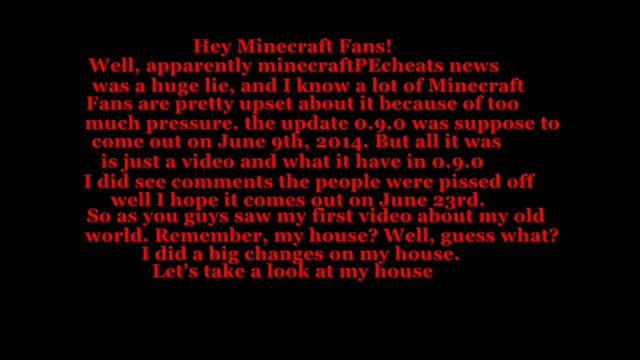 Hey Minecraft Fans!
Well, apparently minecraftPEcheats news
was a huge lie, and I know a lot of Minecraft
Fans are pretty upset about it because of too
much pressure. the update 0.9.0 was suppose to
come out on June 9th, 2014. But all it was
is just a video and what it have in 0.9.0
I did see comments the people were pissed off
well I hope it comes out on June 23rd.
So as you guys saw my first video about my old
world. Remember, my house? Well, guess what?
I did a big changes on my house.
Let's take a look at my house